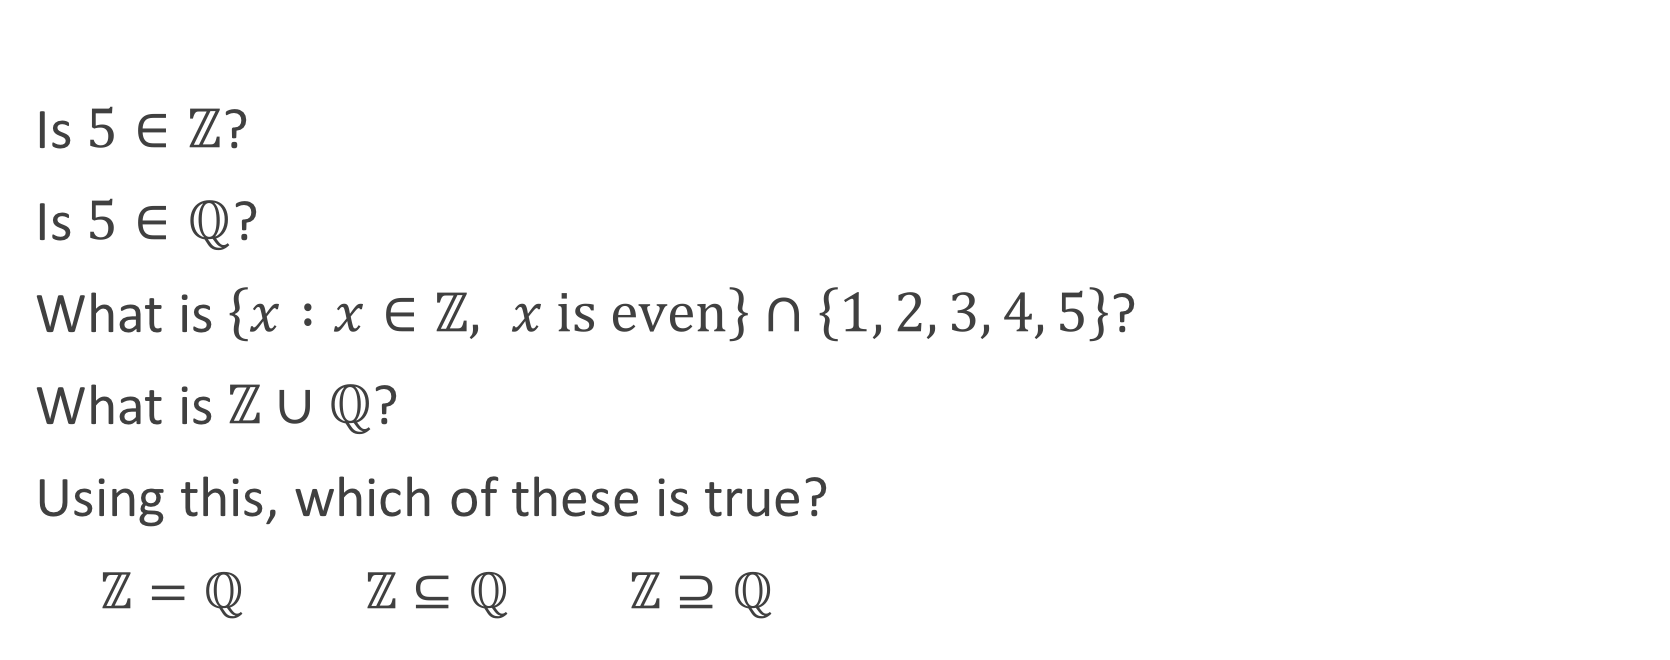 Is 5 ∈ ℤ?
Is 5 ∈ ℚ?
What is {x : x ∈ ℤ, x is even} ∩ {1, 2, 3, 4, 5}?
What is ℤ ∪ ℚ?
Using this, which of these is true?
ℤ = ℚ ℤ ⊆ ℚ ℤ ⊇ ℚ